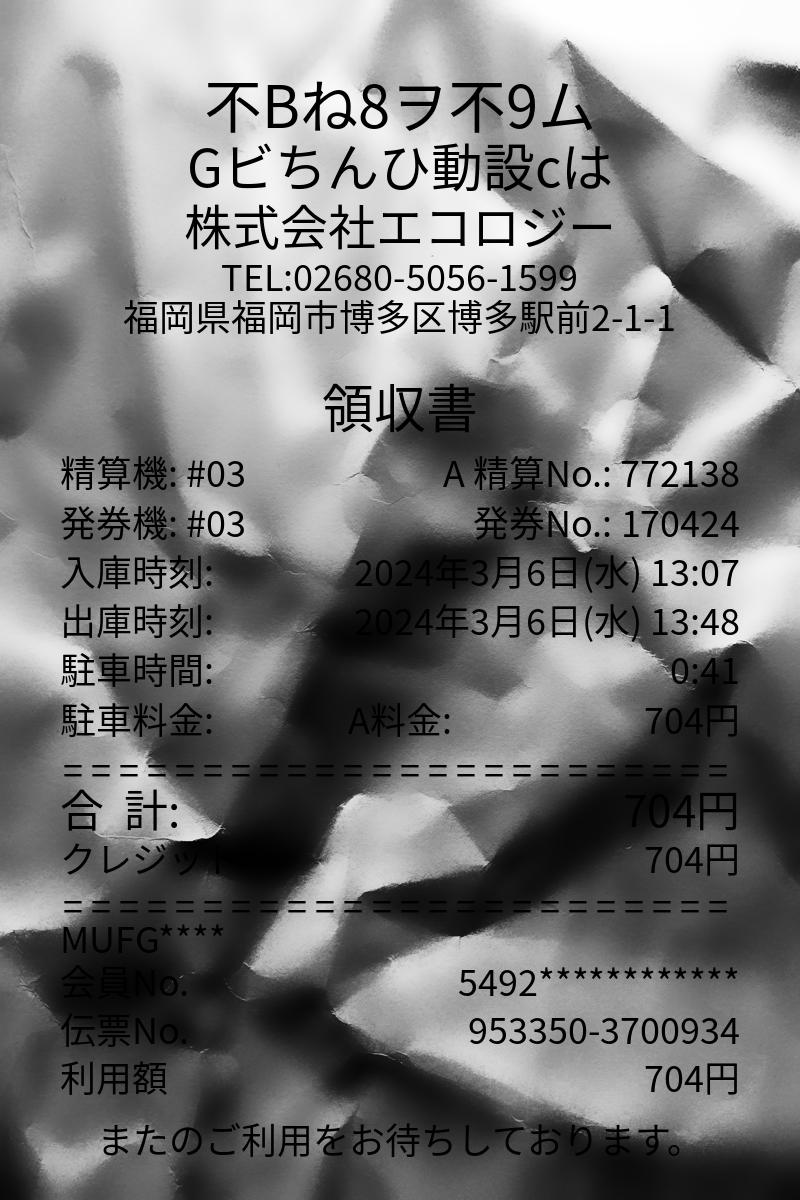 不Bね8ヲ不9ム
Gビちんひ動設cは
株式会社エコロジー
TEL:02680-5056-1599
福岡県福岡市博多区博多駅前2-1-1
領収書
精算機: #03 A 精算No.: 772138
発券機: #03 発券No.: 170424
入庫時刻: 2024年3月6日(水) 13:07
出庫時刻: 2024年3月6日(水) 13:48
駐車時間: 0:41
駐車料金: A料金: 704円
========================
合 計: 704円
クレジット 704円
========================
MUFG****
会員No. 5492************
伝票No. 953350-3700934
利用額 704円
またのご利用をお待ちしております。